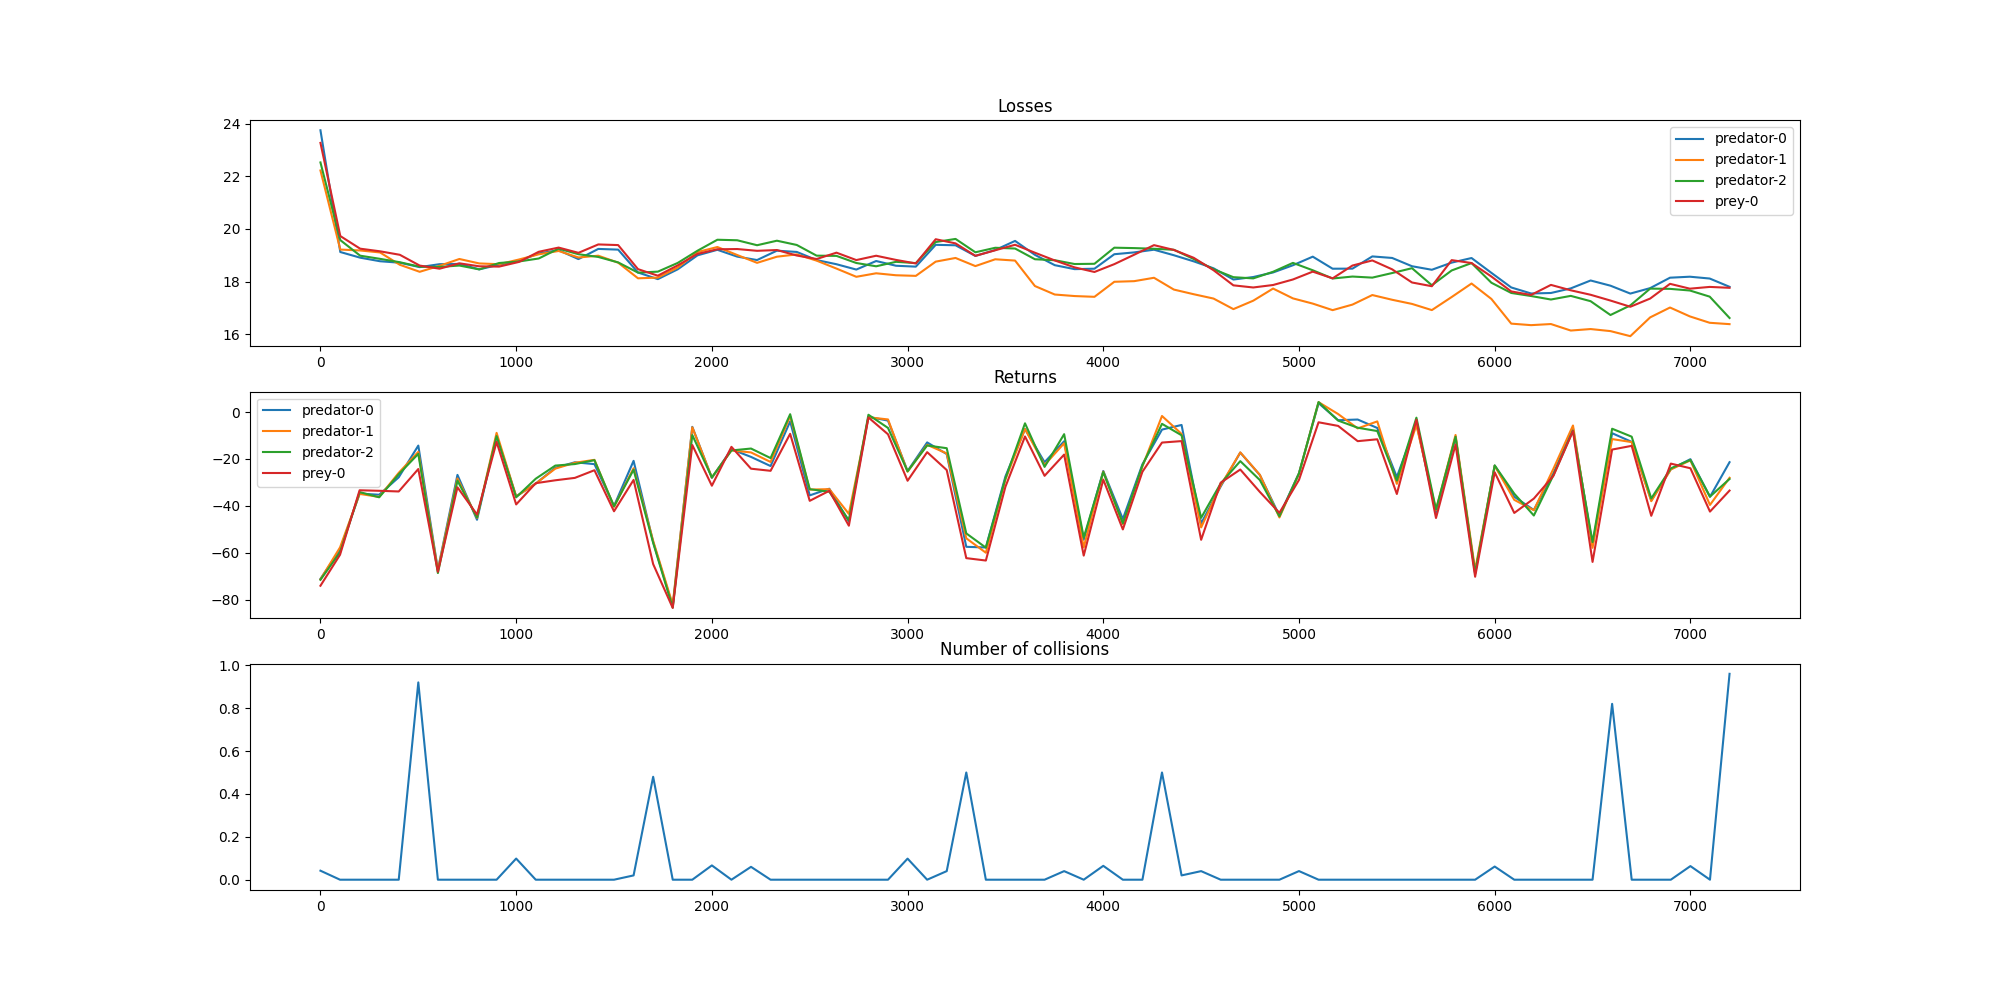 Losses
24
22
20
18
16
predator-0
predator-1
predator-2
prey-0
0 1000 2000 3000 4000 5000 6000 7000
Returns
0
−20
−40
−60
−80
predator-0
predator-1
predator-2
prey-0
0 1000 2000 3000 4000 5000 6000 7000
Number of collisions
1.0
0.8
0.6
0.4
0.2
0.0
0 1000 2000 3000 4000 5000 6000 7000